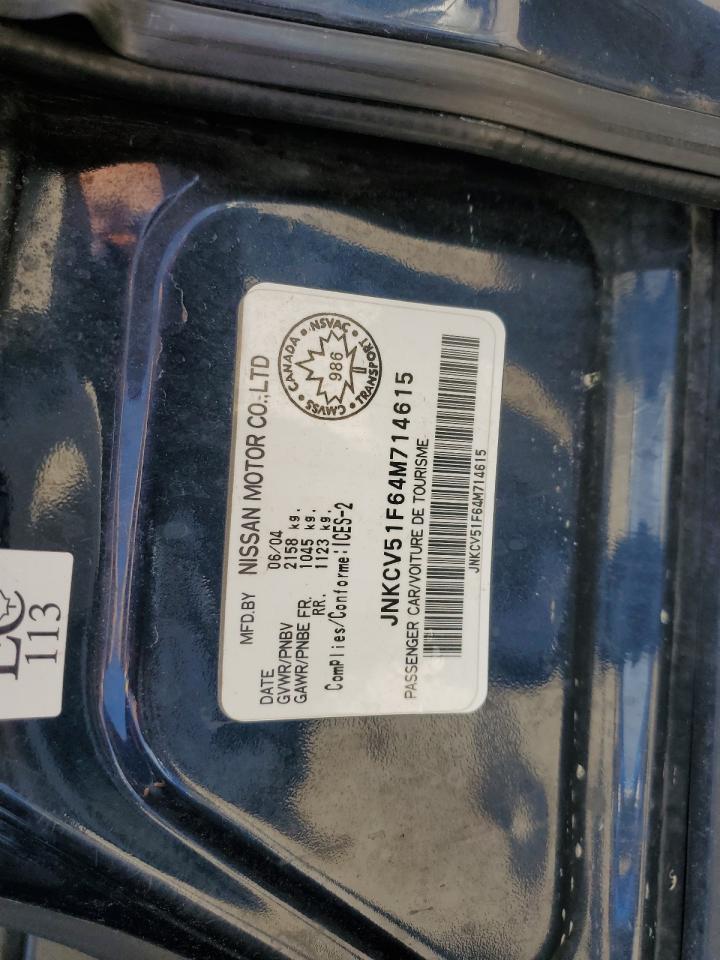 MFD.BY NISSAN MOTOR CO.,LTD
DATE 06/04
GVWR/PNBV 2158 kg.
GAWR/PNBE FR. 1045 kg.
RR. 1123 kg.
ComPlies/Conforme:ICES-2
CANADA • NSVAC • TRANSPORT • CMVSS •
986
JNKCV51F64M714615
PASSENGER CAR/VOITURE DE TOURISME
JNKCV51F64M714615
113